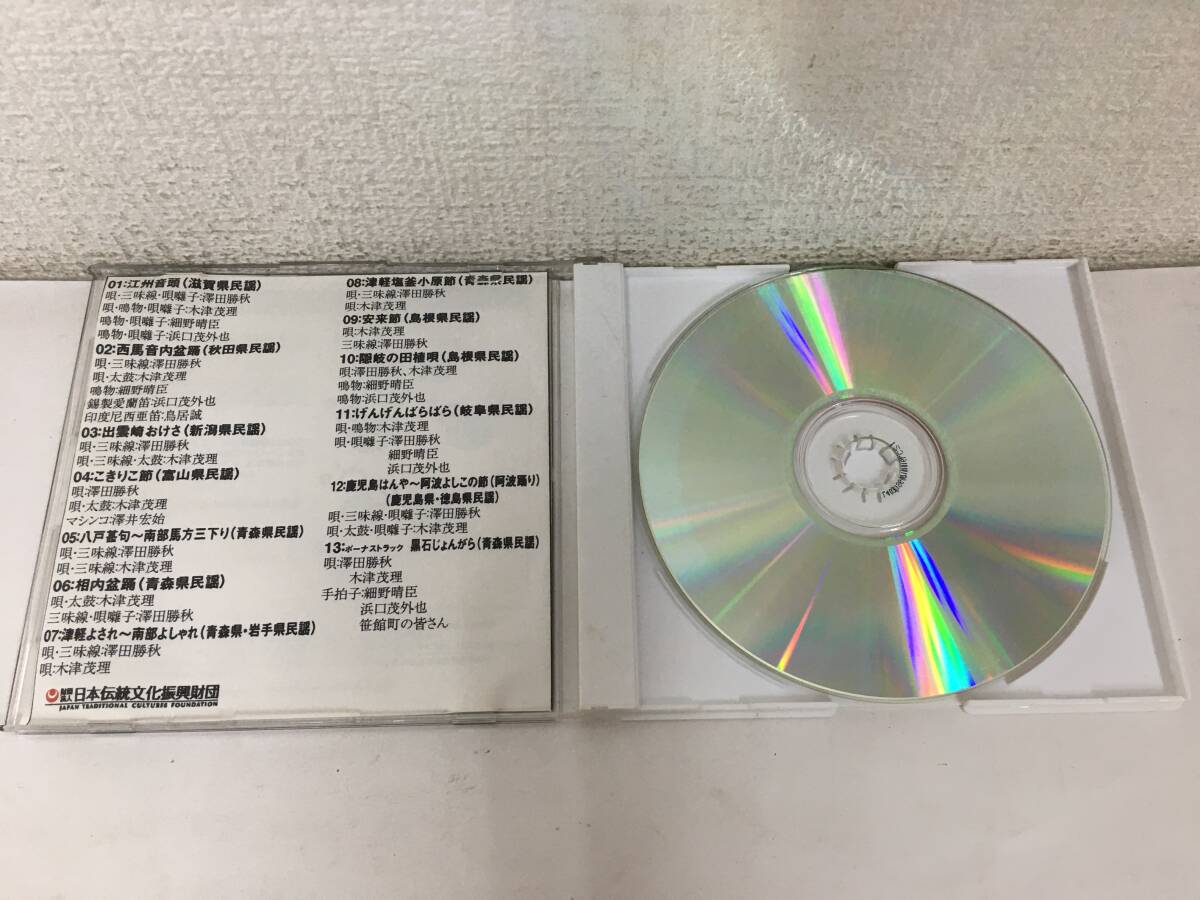 01:江州音頭(滋賀県民謡)
唄・三味線・唄囃子:澤田勝秋
唄・鳴物・唄囃子:木津茂理
鳴物・唄囃子:細野晴臣
鳴物・唄囃子:浜口茂外也
02:西馬音内盆踊(秋田県民謡)
唄・三味線:澤田勝秋
唄・太鼓:木津茂理
鳴物:細野晴臣
錫製愛蘭笛:浜口茂外也
印度尼西亜笛:鳥居誠
03:出雲崎おけさ(新潟県民謡)
唄・三味線:澤田勝秋
唄・三味線・太鼓:木津茂理
04:こきりこ節(富山県民謡)
唄:澤田勝秋
唄・太鼓:木津茂理
マシンコ:澤井宏始
05:八戸甚句〜南部馬方三下り(青森県民謡)
唄・三味線:澤田勝秋
唄・三味線:木津茂理
06:相内盆踊(青森県民謡)
唄・太鼓:木津茂理
三味線・唄囃子:澤田勝秋
07:津軽よされ〜南部よしゃれ(青森県・岩手県民謡)
唄・三味線:澤田勝秋
唄:木津茂理
財団法人 日本伝統文化振興財団
JAPAN TRADITIONAL CULTURES FOUNDATION
08:津軽塩釜小原節(青森県民謡)
唄・三味線:澤田勝秋
唄:木津茂理
09:安来節(島根県民謡)
唄:木津茂理
三味線:澤田勝秋
10:隠岐の田植唄(島根県民謡)
唄:澤田勝秋、木津茂理
鳴物:細野晴臣
鳴物:浜口茂外也
11:げんげんばらばら(岐阜県民謡)
唄・鳴物:木津茂理
唄・唄囃子:澤田勝秋
細野晴臣
浜口茂外也
12:鹿児島はんや〜阿波よしこの節(阿波踊り)
(鹿児島県・徳島県民謡)
唄・三味線・唄囃子:澤田勝秋
唄・太鼓・唄囃子:木津茂理
13:ボーナストラック 黒石じょんがら(青森県民謡)
唄:澤田勝秋
木津茂理
手拍子:細野晴臣
浜口茂外也
笹館町の皆さん